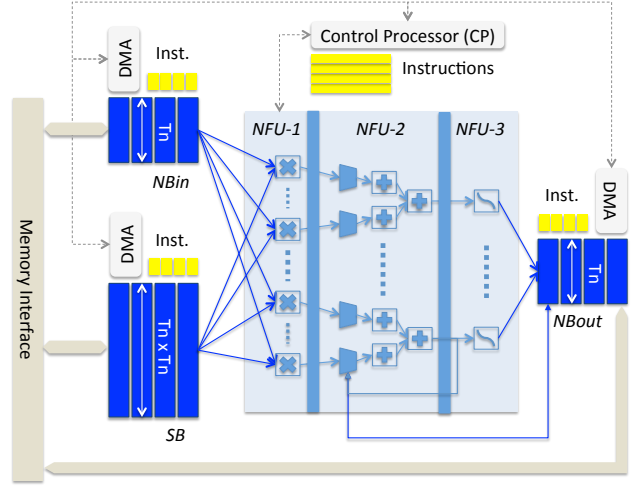 Control Processor (CP)
Instructions
DMA
Inst.
Tn
NBin
DMA
Inst.
Tn x Tn
SB
Memory Interface
NFU-1
NFU-2
NFU-3
DMA
Inst.
Tn
NBout